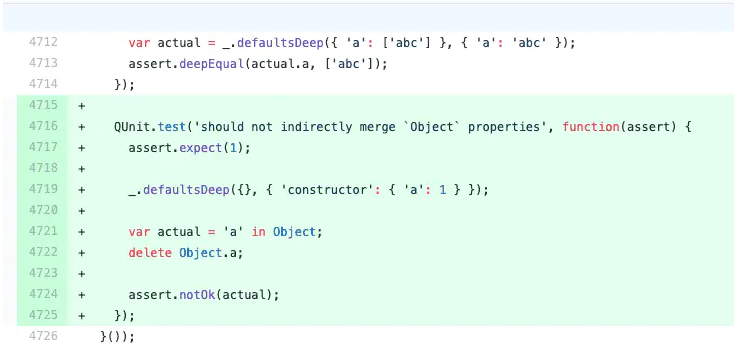 4712 var actual = _.defaultsDeep({ 'a': ['abc'] }, { 'a': 'abc' });
4713 assert.deepEqual(actual.a, ['abc']);
4714 });
4715 +
4716 + QUnit.test('should not indirectly merge `Object` properties', function(assert) {
4717 + assert.expect(1);
4718 +
4719 + _.defaultsDeep({}, { 'constructor': { 'a': 1 } });
4720 +
4721 + var actual = 'a' in Object;
4722 + delete Object.a;
4723 +
4724 + assert.notOk(actual);
4725 + });
4726 }());